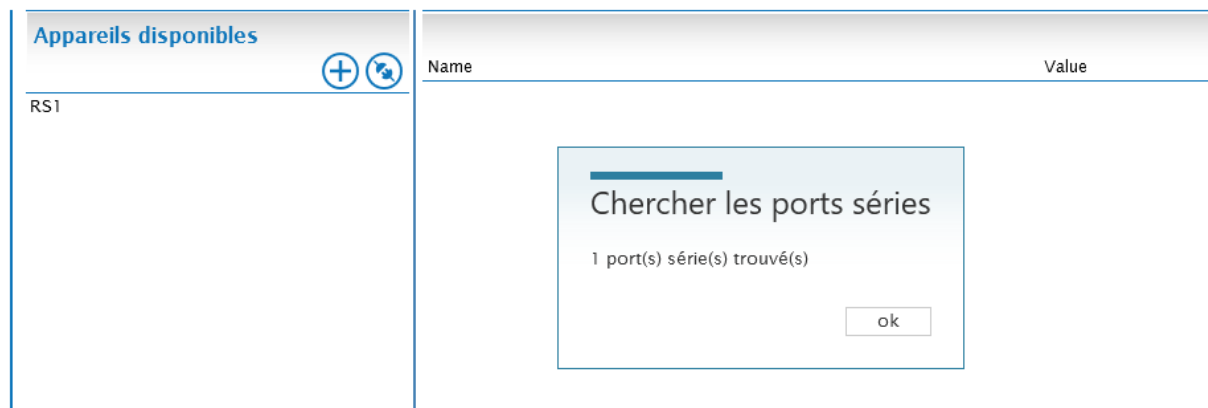 Appareils disponibles
Name
Value
RS1
Chercher les ports séries
1 port(s) série(s) trouvé(s)
ok